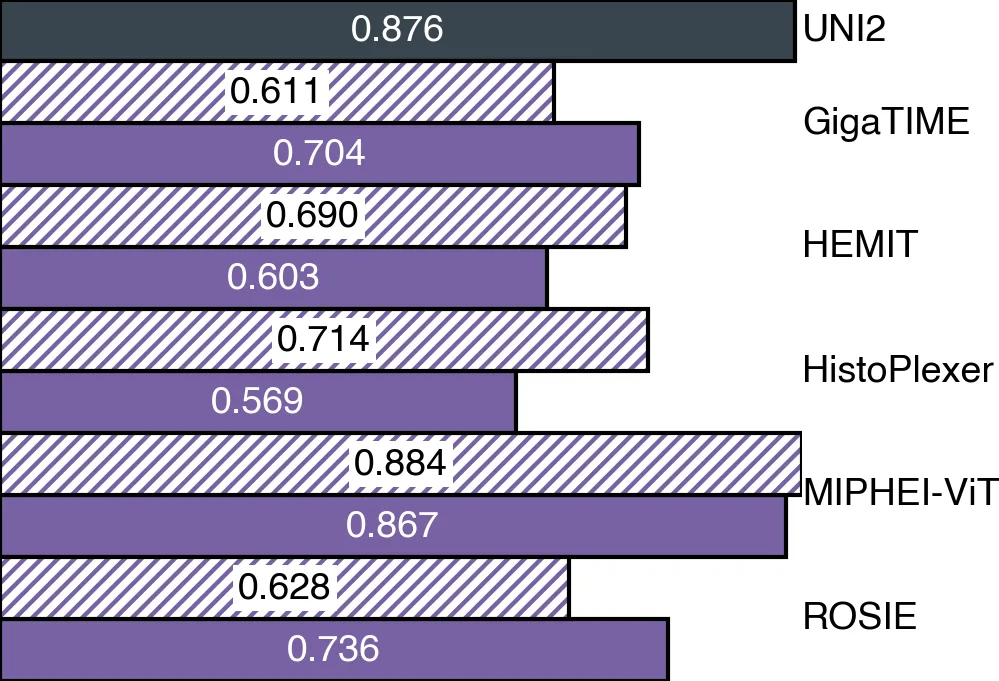 0.876 UNI2
0.611
GigaTIME
0.704
0.690
HEMIT
0.603
0.714
HistoPlexer
0.569
0.884
MIPHEI-ViT
0.867
0.628
ROSIE
0.736